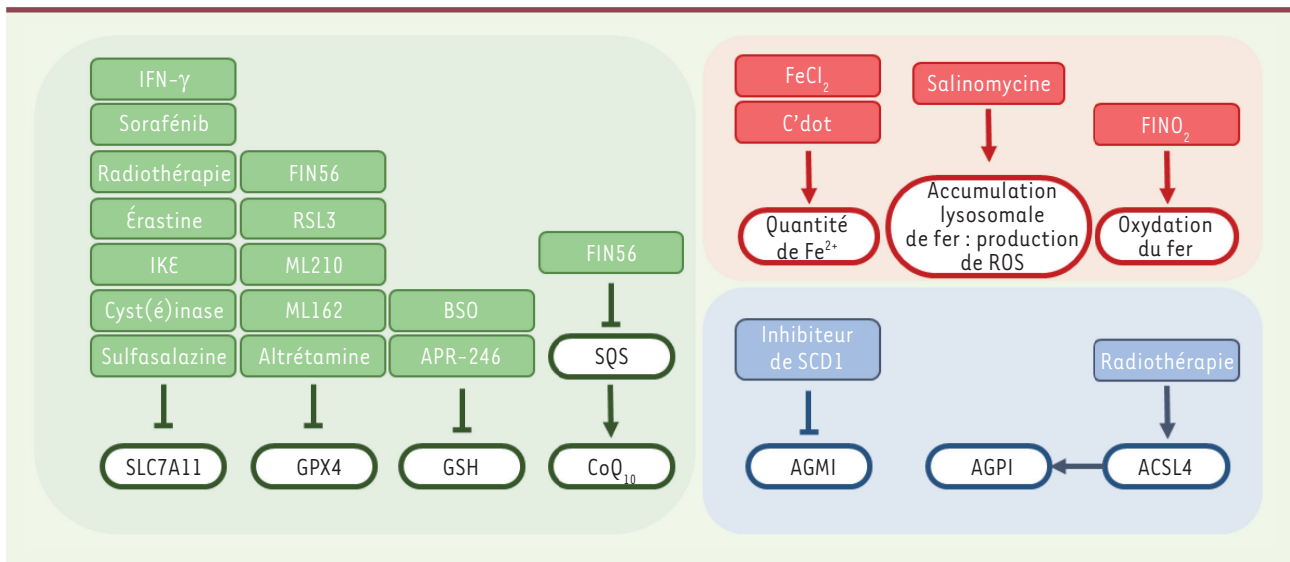 IFN-γ
Sorafénib
Radiothérapie
Érastine
IKE
Cyst(é)inase
Sulfasalazine
SLC7A11
FIN56
RSL3
ML210
ML162
Altrétamine
GPX4
BSO
APR-246
GSH
FIN56
SQS
CoQ₁₀
FeCl₂
C’dot
Quantité
de Fe²⁺
Salinomycine
Accumulation
lysosomale
de fer : production
de ROS
FINO₂
Oxydation
du fer
Inhibiteur
de SCD1
AGMI
Radiothérapie
AGPI
ACSL4